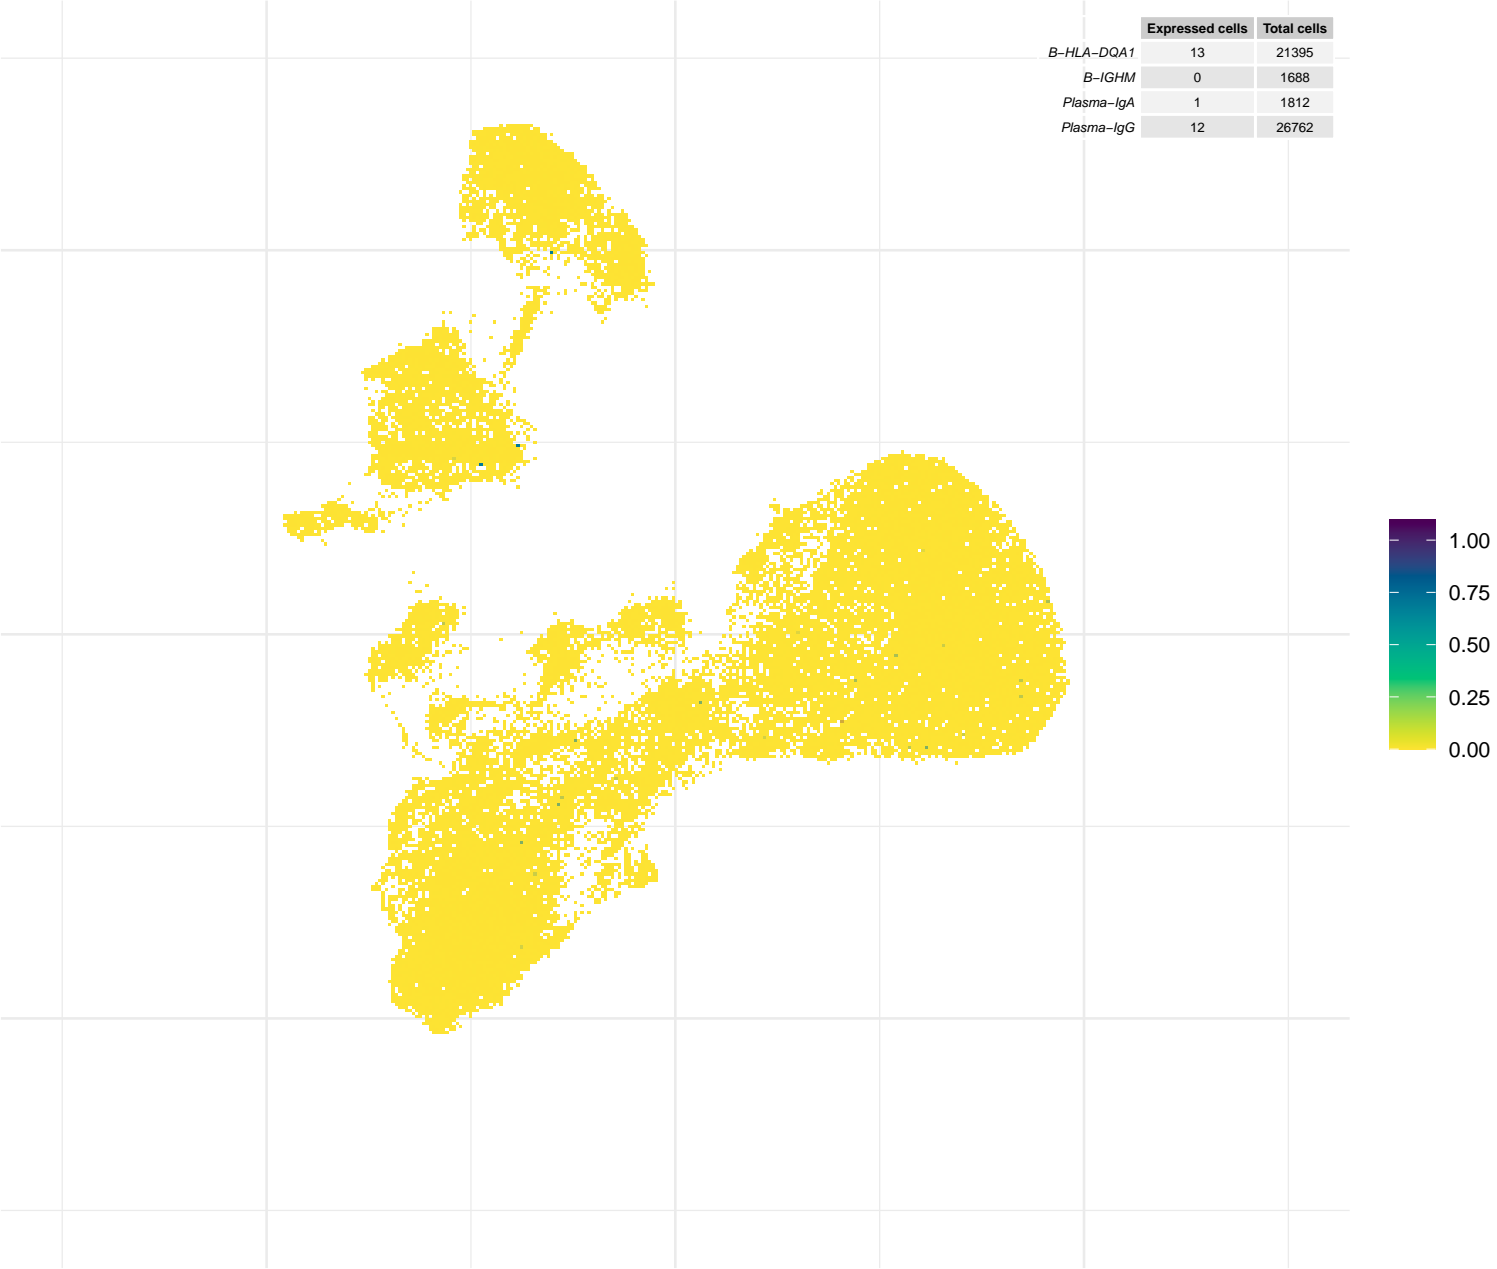 Expressed cells Total cells
B−HLA−DQA1 13 21395
B−IGHM 0 1688
Plasma−IgA 1 1812
Plasma−IgG 12 26762
1.00
0.75
0.50
0.25
0.00